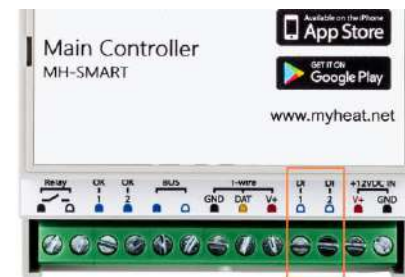 Available on the iPhone
App Store
Main Controller
MH-SMART
GET IT ON
Google Play
www.myheat.net
Relay OK OK BUS 1-wire DI DI +12VDC IN
1 2 GND DAT V+ 1 2 V+ GND